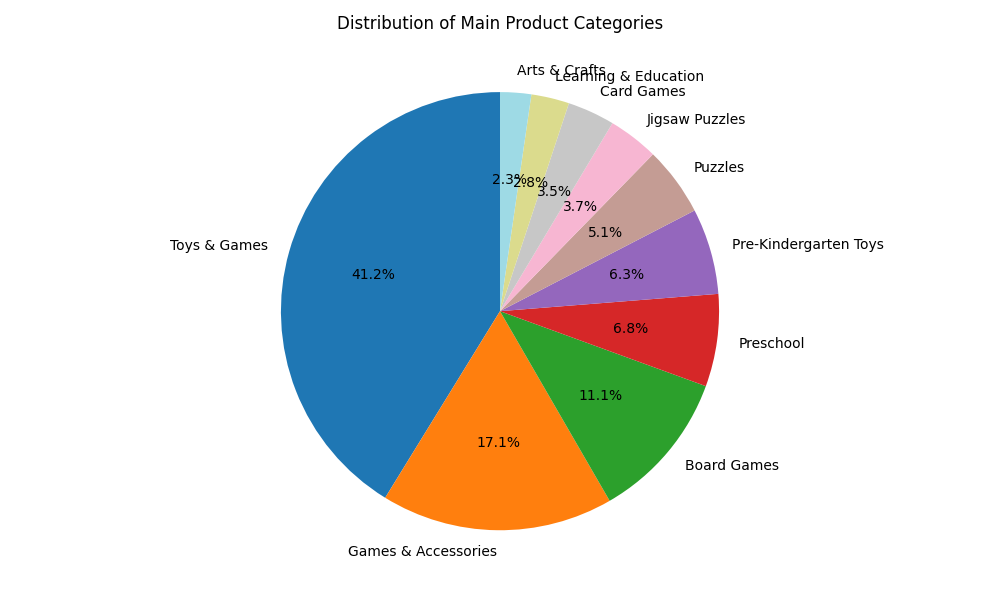 Distribution of Main Product Categories
Arts & Crafts
Learning & Education
Card Games
Jigsaw Puzzles
Puzzles
Pre-Kindergarten Toys
Preschool
Board Games
Games & Accessories
Toys & Games
2.3%
2.8%
3.5%
3.7%
5.1%
6.3%
6.8%
11.1%
17.1%
41.2%